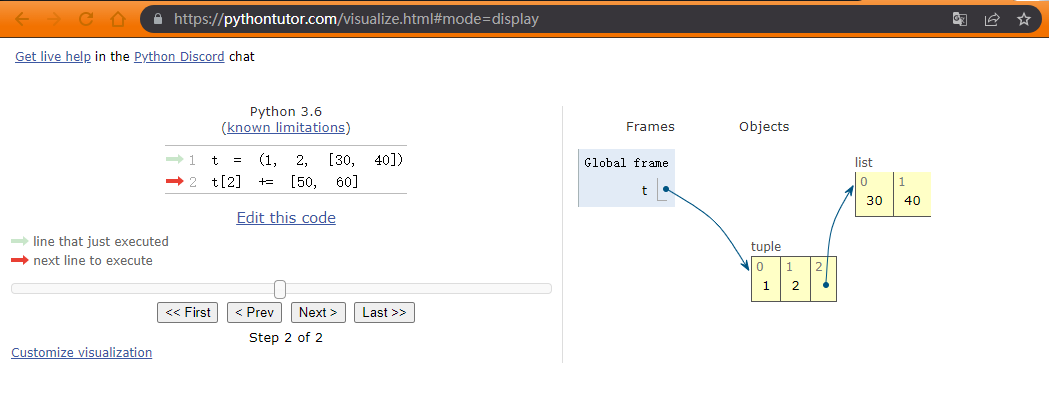 https://pythontutor.com/visualize.html#mode=display
Get live help in the Python Discord chat
Python 3.6
(known limitations)
1 t = (1, 2, [30, 40])
2 t[2] += [50, 60]
Edit this code
line that just executed
next line to execute
<< First < Prev Next > Last >>
Step 2 of 2
Customize visualization
Frames Objects
Global frame
t
list
0 1
30 40
tuple
0 1 2
1 2